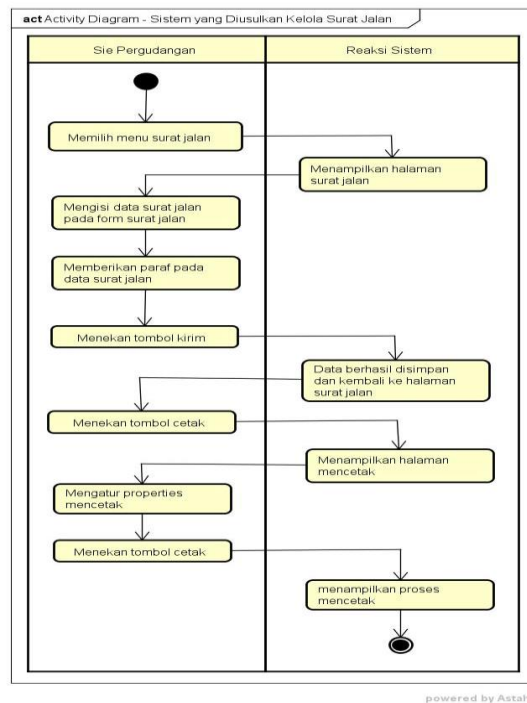 act Activity Diagram - Sistem yang Diusulkan Kelola Surat Jalan
Sie Pergudangan
Reaksi Sistem
Memilih menu surat jalan
Menampilkan halaman
surat jalan
Mengisi data surat jalan
pada form surat jalan
Memberikan paraf pada
data surat jalan
Menekan tombol kirim
Data berhasil disimpan
dan kembali ke halaman
surat jalan
Menekan tombol cetak
Menampilkan halaman
mencetak
Mengatur properties
mencetak
Menekan tombol cetak
menampilkan proses
mencetak
powered by Astah